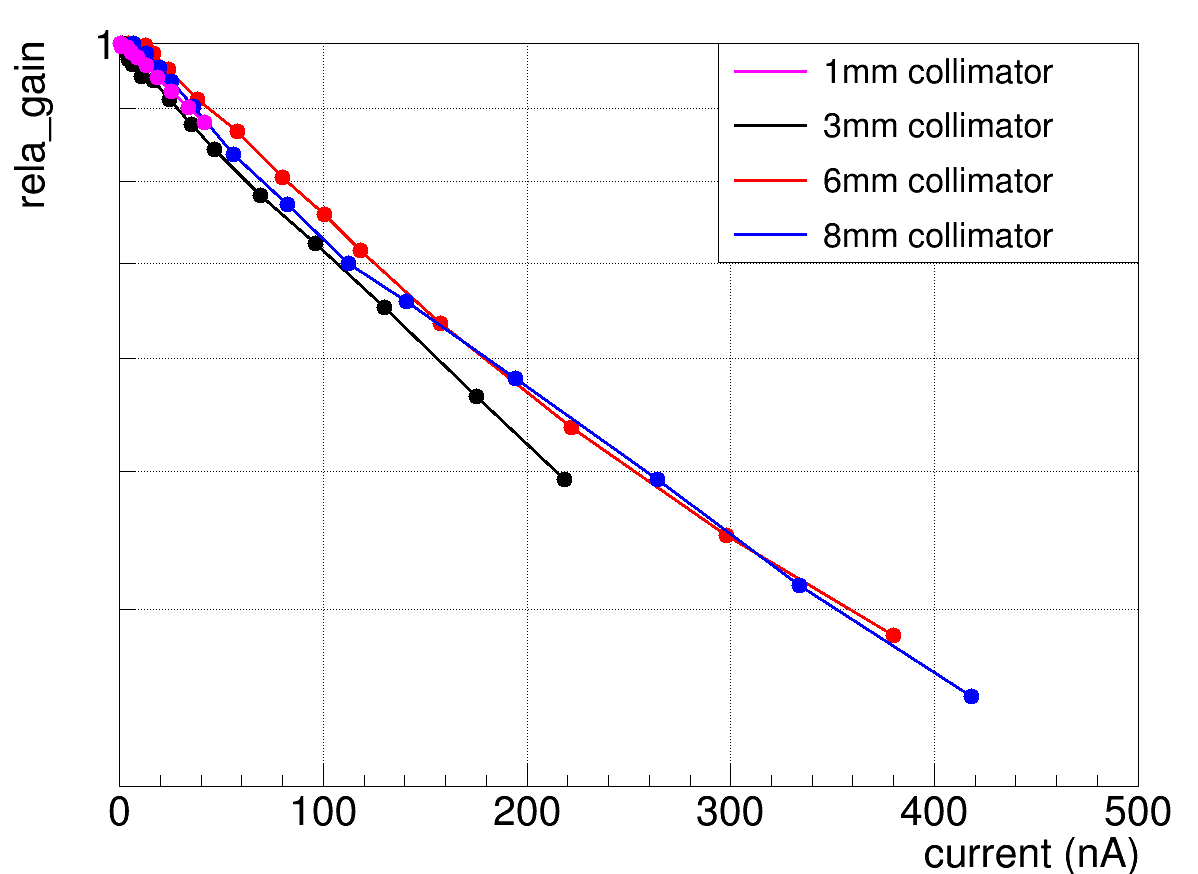 1
rela_gain
1mm collimator
3mm collimator
6mm collimator
8mm collimator
0 100 200 300 400 500
current (nA)